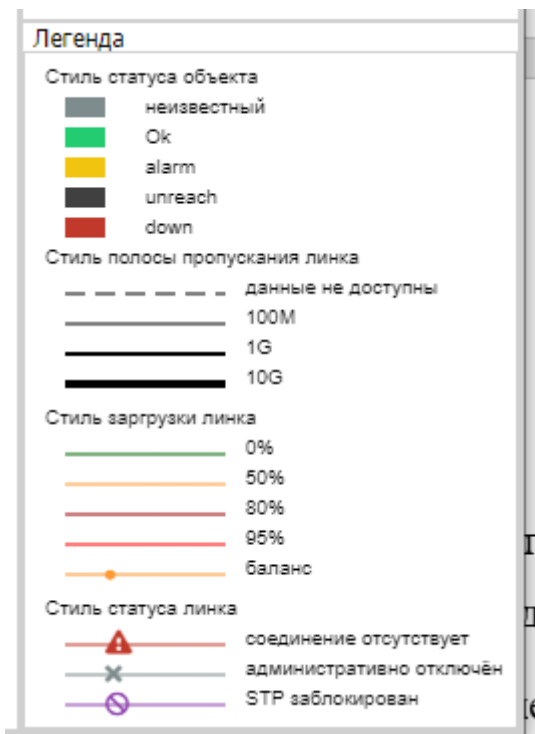 Легенда
Стиль статуса объекта
неизвестный
Ok
alarm
unreach
down
Стиль полосы пропускания линка
данные не доступны
100M
1G
10G
Стиль заргрузки линка
0%
50%
80%
95%
баланс
Стиль статуса линка
соединение отсутствует
административно отключён
STP заблокирован